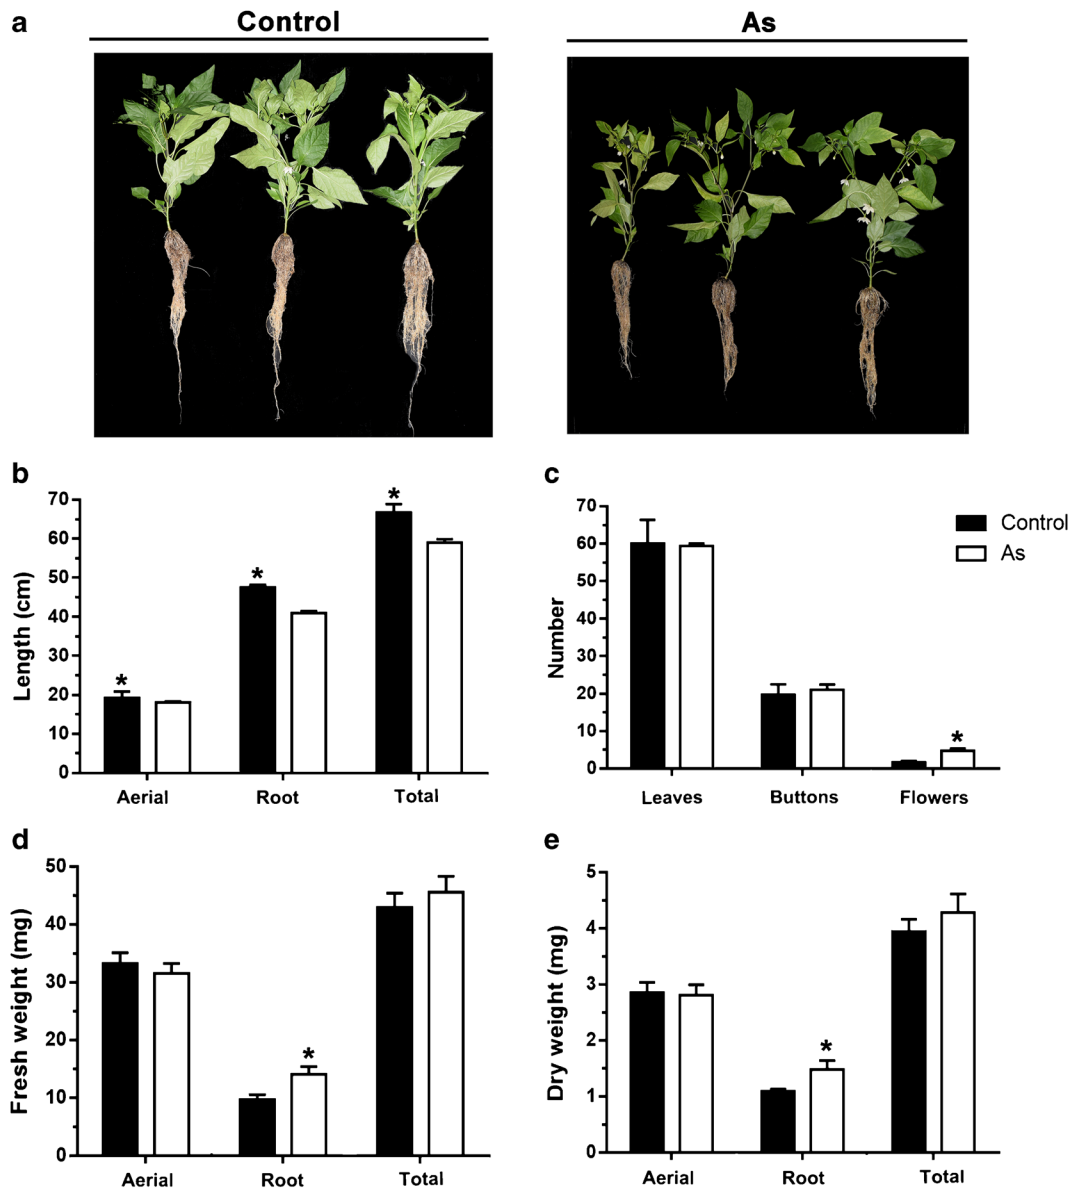 a
Control
As
b
*
*
*
Length (cm)
70
60
50
40
30
20
10
0
Aerial
Root
Total
c
Control
As
*
Number
70
60
50
40
30
20
10
0
Leaves
Buttons
Flowers
d
*
Fresh weight (mg)
50
40
30
20
10
0
Aerial
Root
Total
e
*
Dry weight (mg)
5
4
3
2
1
0
Aerial
Root
Total